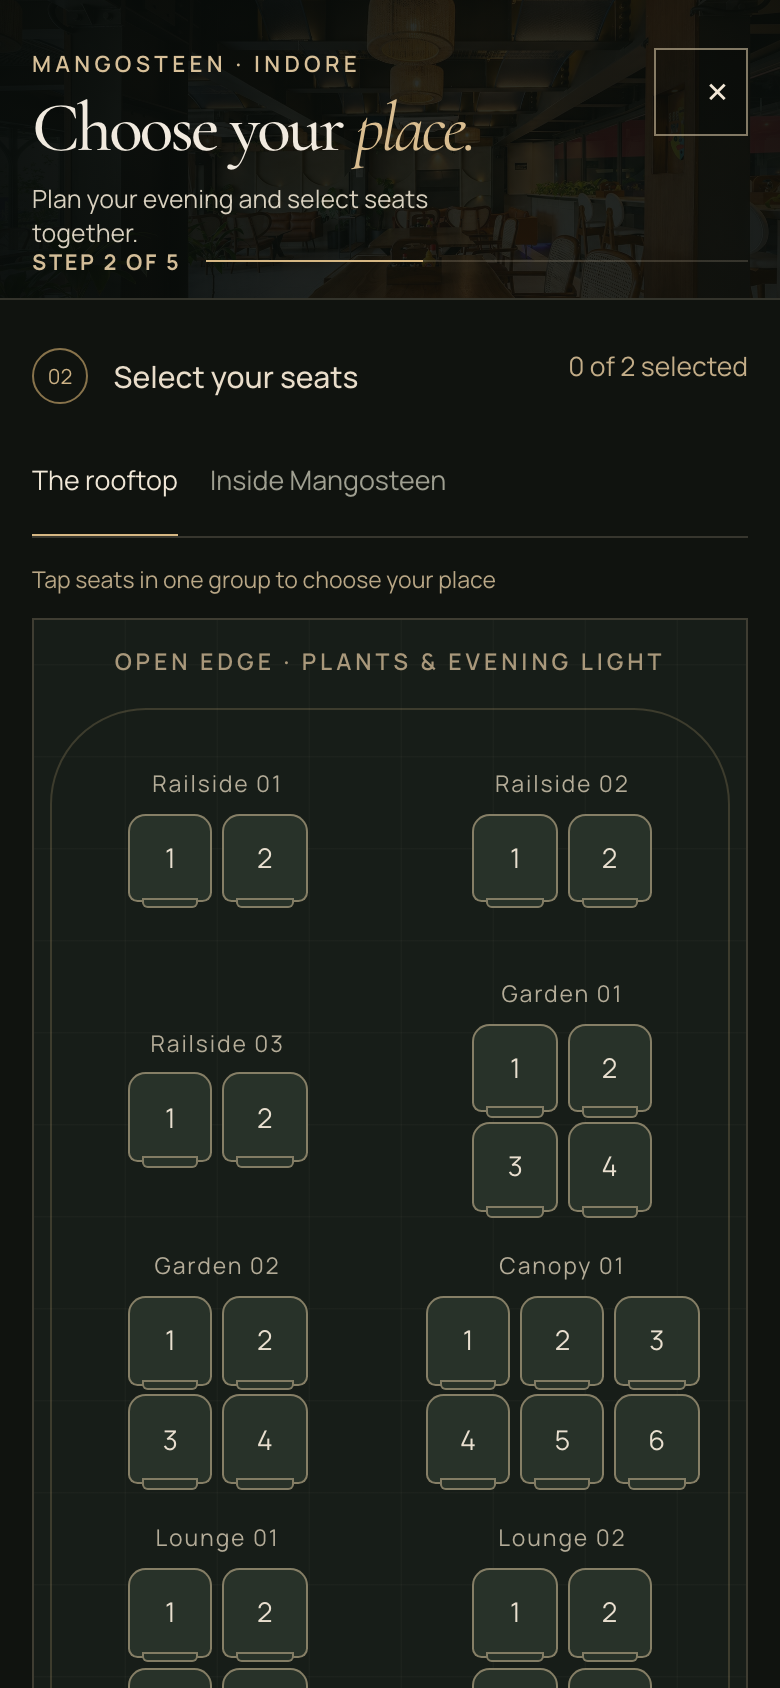 MANGOSTEEN · INDORE
✕
Choose your place.
Plan your evening and select seats
together.
STEP 2 OF 5
02
Select your seats
0 of 2 selected
The rooftop
Inside Mangosteen
Tap seats in one group to choose your place
OPEN EDGE · PLANTS & EVENING LIGHT
Railside 01
1 2
Railside 02
1 2
Railside 03
1 2
Garden 01
1 2
3 4
Garden 02
1 2
3 4
Canopy 01
1 2 3
4 5 6
Lounge 01
1 2
Lounge 02
1 2